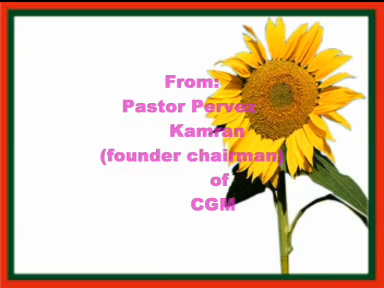 From:
Pastor Pervez
Kamran
(founder chairman)
of
CGM